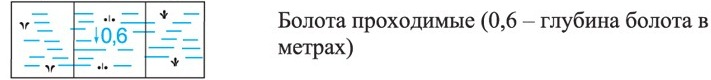 ↓0,6
Болота проходимые (0,6 – глубина болота в
метрах)